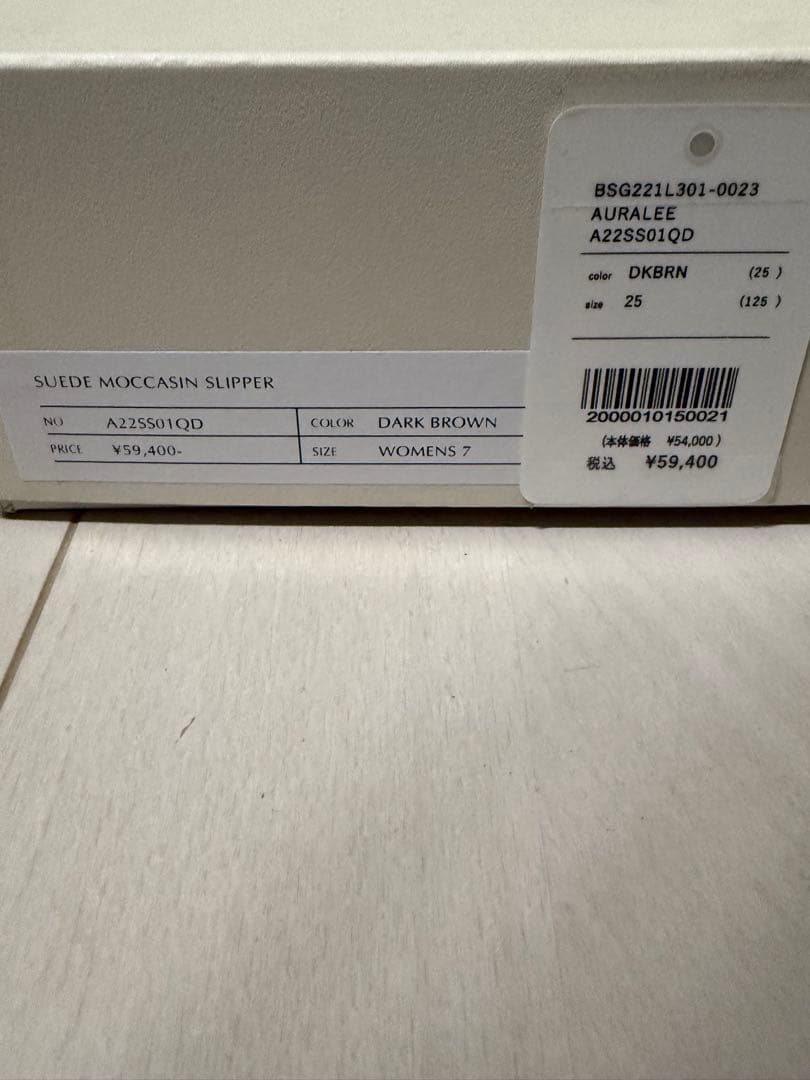 SUEDE MOCCASIN SLIPPER
NO A22SS01QD COLOR DARK BROWN
PRICE ¥59,400- SIZE WOMENS 7
BSG221L301-0023
AURALEE
A22SS01QD
color DKBRN (25 )
size 25 (125 )
2000010150021
(本体価格 ¥54,000 )
税込 ¥59,400